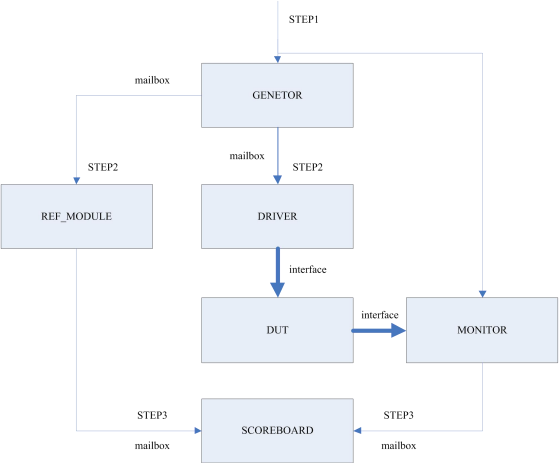 STEP1
mailbox
GENETOR
mailbox
STEP2
STEP2
REF_MODULE
DRIVER
interface
interface
DUT
MONITOR
STEP3
STEP3
SCOREBOARD
mailbox
mailbox